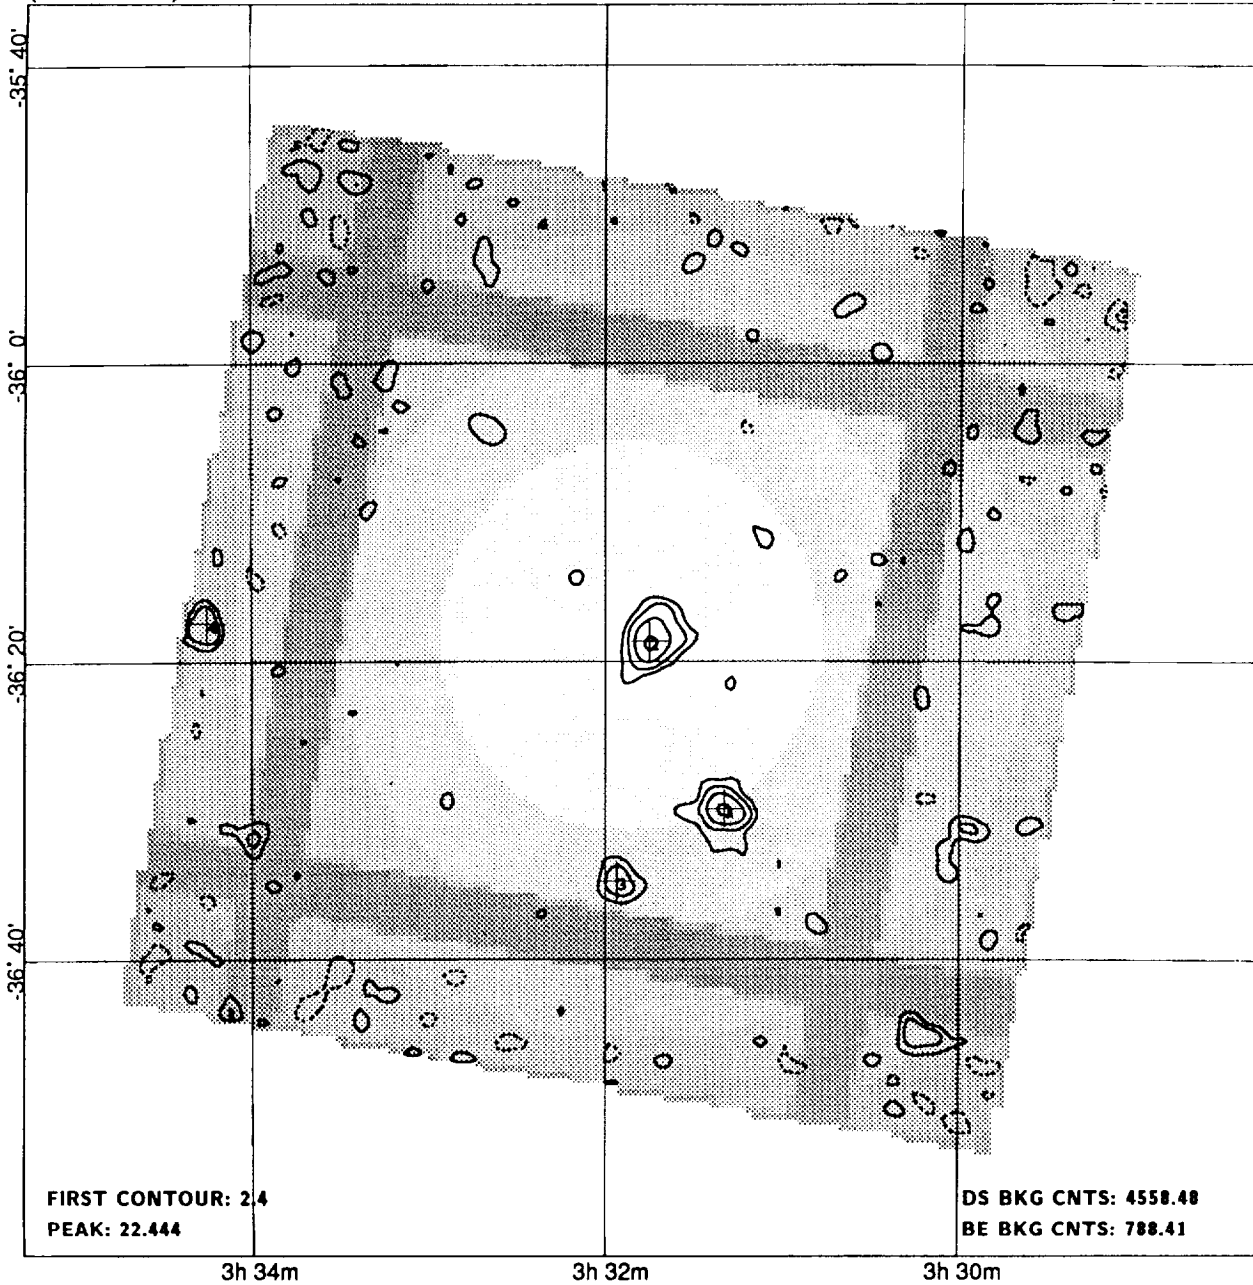 -35° 40'
-36° 0'
-36° 20'
3
-36° 40'
FIRST CONTOUR: 2.4
DS BKG CNTS: 4558.48
PEAK: 22.444
BE BKG CNTS: 788.41
3h 34m
3h 32m
3h 30m